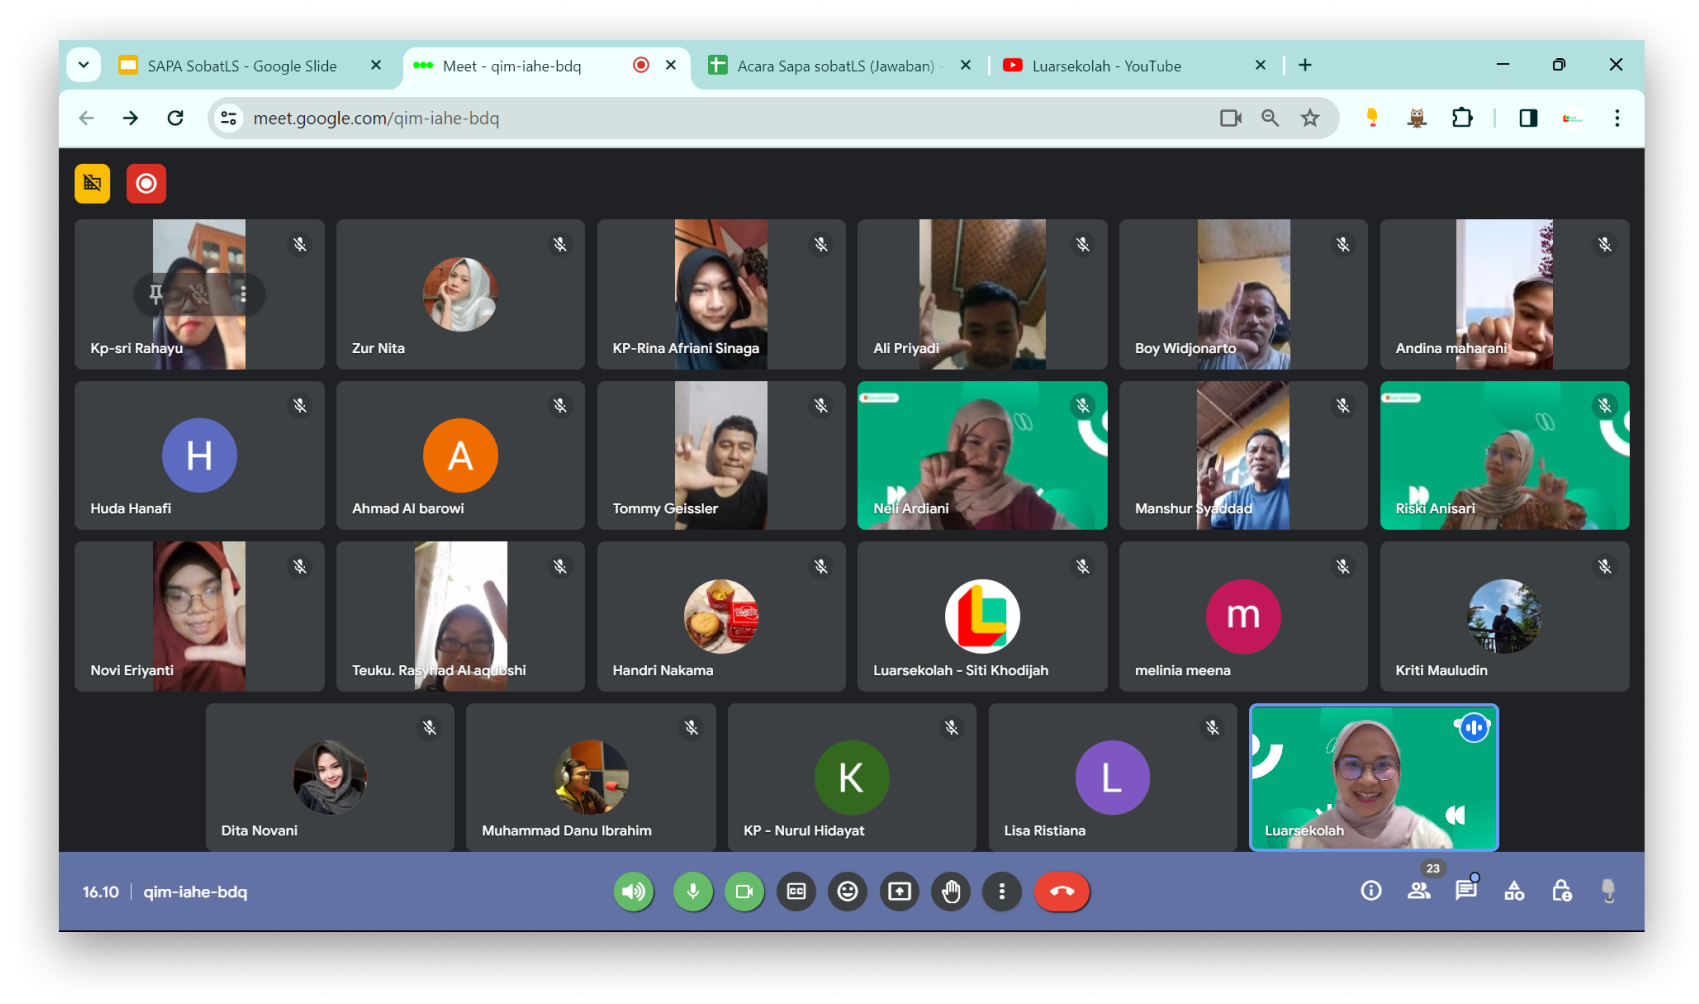 SAPA SobatLS - Google Slide
Meet - qim-iahe-bdq
Acara Sapa sobatLS (Jawaban) -
Luarsekolah - YouTube
meet.google.com/qim-iahe-bdq
Kp-sri Rahayu
Zur Nita
KP-Rina Afriani Sinaga
Ali Priyadi
Boy Widjonarto
Andina maharani
H
Huda Hanafi
A
Ahmad Al barowi
Tommy Geissler
Luarsekolah
Neli Ardiani
Manshur Syaddad
Luarsekolah
Riski Anisari
Novi Eriyanti
Teuku. Rasyhad Al aqubshi
Handri Nakama
Luarsekolah - Siti Khodijah
m
melinia meena
Kriti Mauludin
Dita Novani
Muhammad Danu Ibrahim
K
KP - Nurul Hidayat
L
Lisa Ristiana
Luarsekolah
16.10
qim-iahe-bdq
CC
23